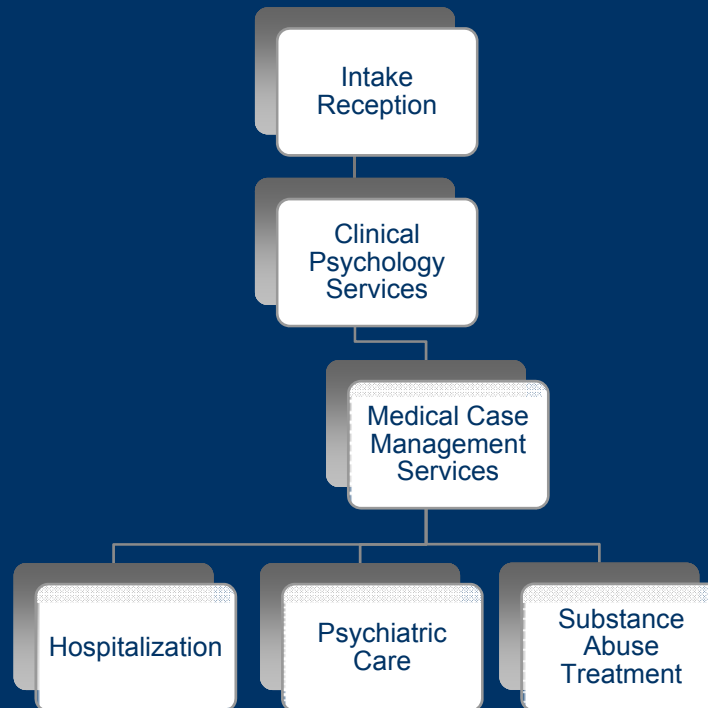 Intake
Reception
Clinical
Psychology
Services
Medical Case
Management
Services
Hospitalization
Psychiatric
Care
Substance
Abuse
Treatment